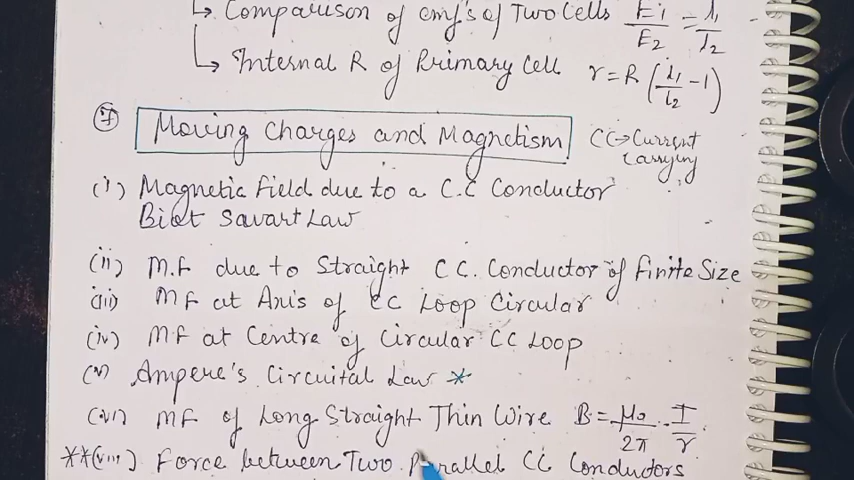 ↳ Comparison of emf's of Two Cells E1/E2 = l1/l2
↳ Internal R of Primary Cell r = R (l1/l2 - 1)
⑦ Moving Charges and Magnetism CC→Current Carrying
(i) Magnetic Field due to a C.C Conductor
Biot Savart Law
(ii) M.F due to Straight CC. Conductor of Finite Size
(iii) MF at Axis of CC Loop Circular
(iv) MF at Centre of Circular CC Loop
(v) Ampere's Circuital Law *
(vi) MF of Long Straight Thin Wire B = μ0/2π · I/r
**(viii) Force between Two Parallel CC Conductors